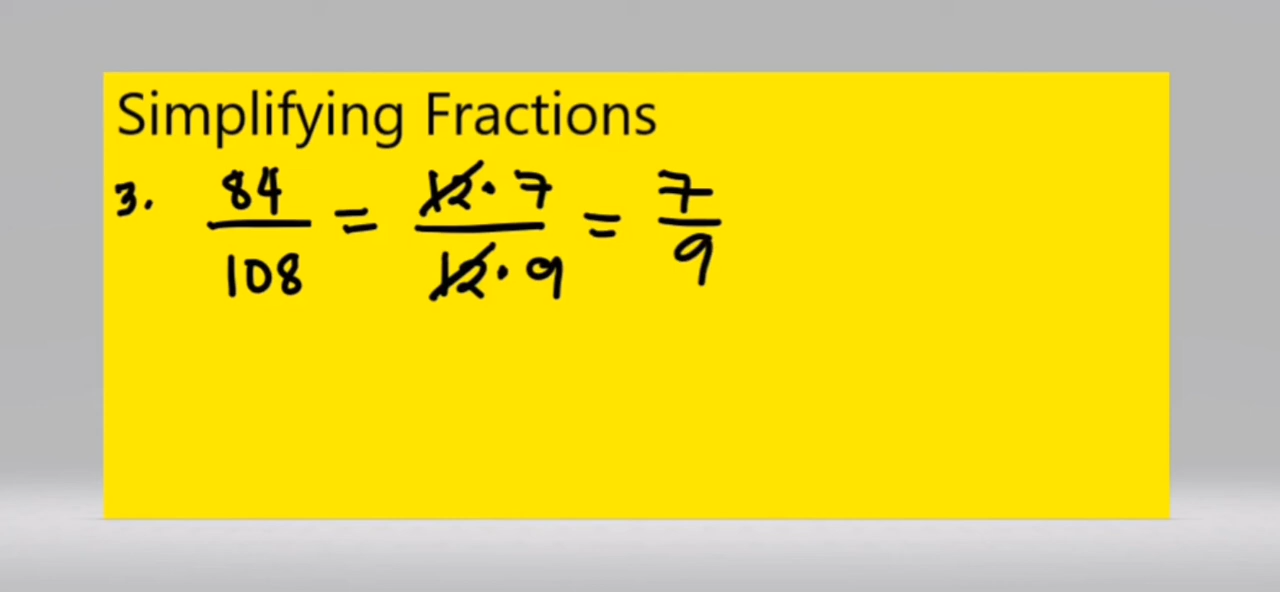 Simplifying Fractions
3. 84/108 = 12·7/12·9 = 7/9